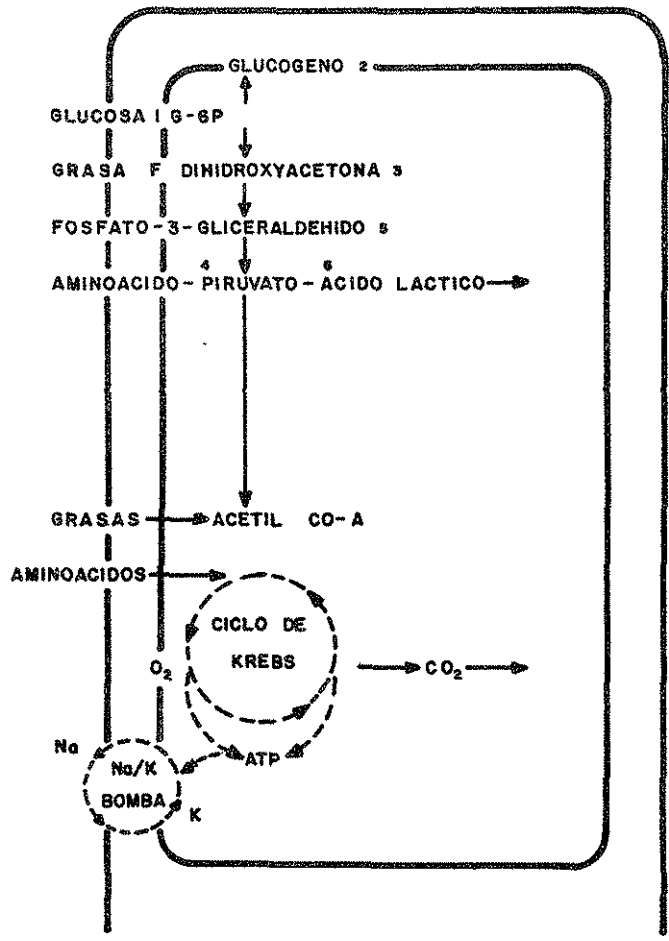 GLUCOGENO 2
GLUCOSA I G-6P
GRASA F DIHIDROXYACETONA 3
FOSFATO-3-GLICERALDEHIDO 5
4 6
AMINOACIDO-PIRUVATO-ACIDO LACTICO
GRASAS ACETIL CO-A
AMINOACIDOS
CICLO DE
KREBS
O₂ CO₂
Na
ATP
Na/K
BOMBA
K